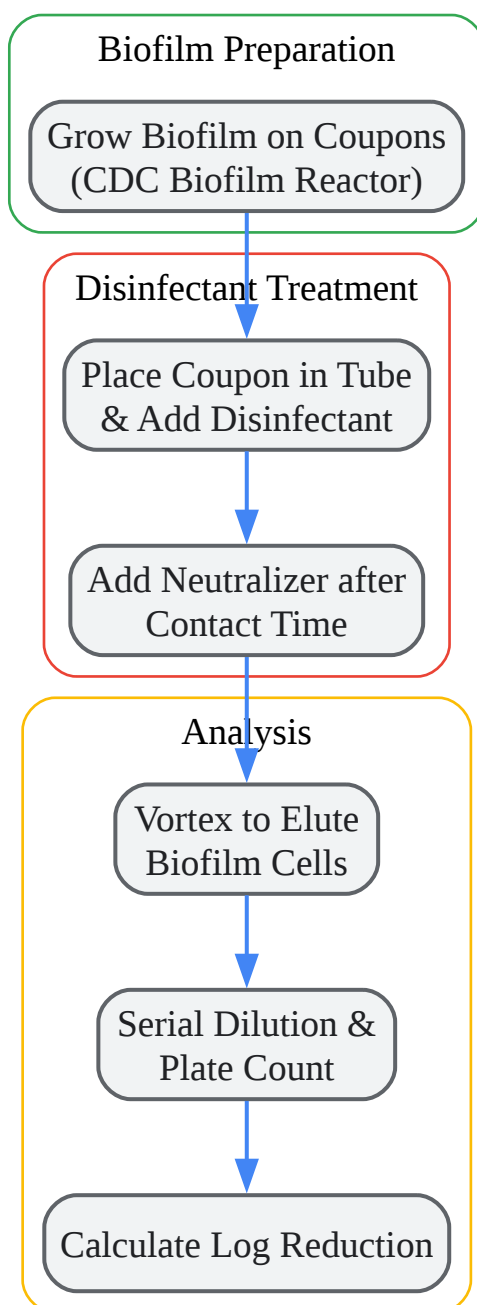 Biofilm Preparation
Grow Biofilm on Coupons
(CDC Biofilm Reactor)
Disinfectant Treatment
Place Coupon in Tube
& Add Disinfectant
Add Neutralizer after
Contact Time
Analysis
Vortex to Elute
Biofilm Cells
Serial Dilution &
Plate Count
Calculate Log Reduction